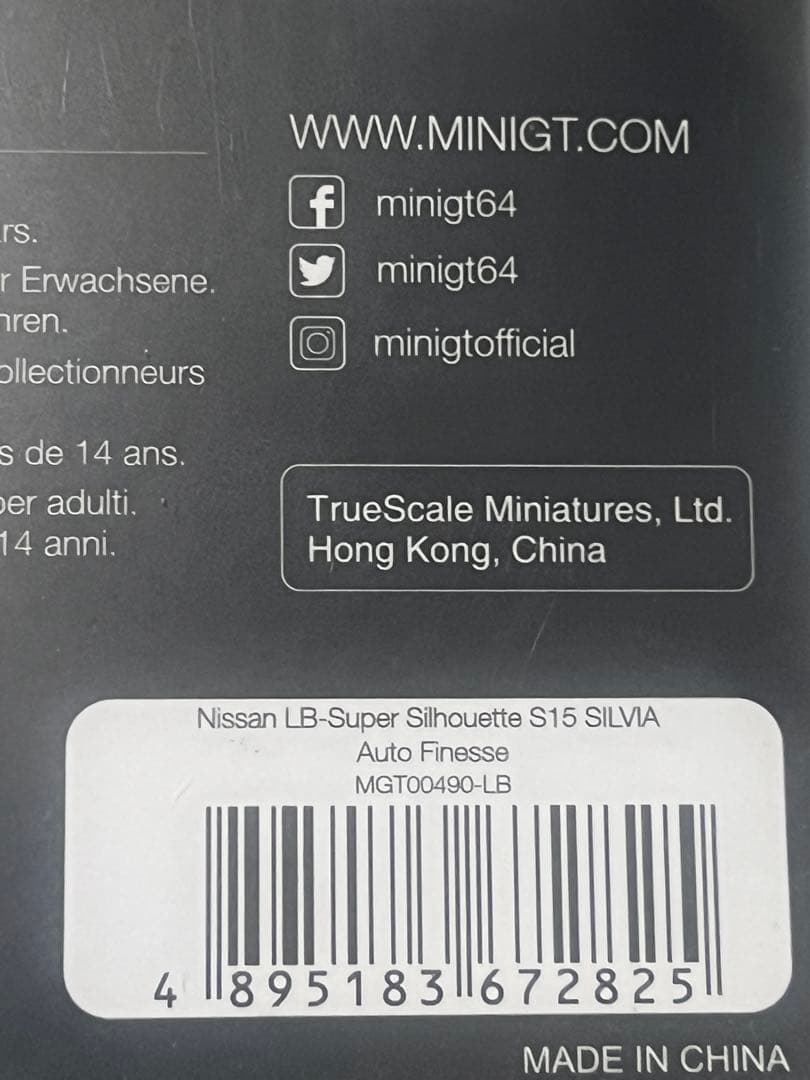 WWW.MINIGT.COM
minigt64
minigt64
minigtofficial
rs.
r Erwachsene.
hren.
ollectionneurs
s de 14 ans.
per adulti.
14 anni.
TrueScale Miniatures, Ltd.
Hong Kong, China
Nissan LB-Super Silhouette S15 SILVIA
Auto Finesse
MGT00490-LB
4 895183 672825
MADE IN CHINA